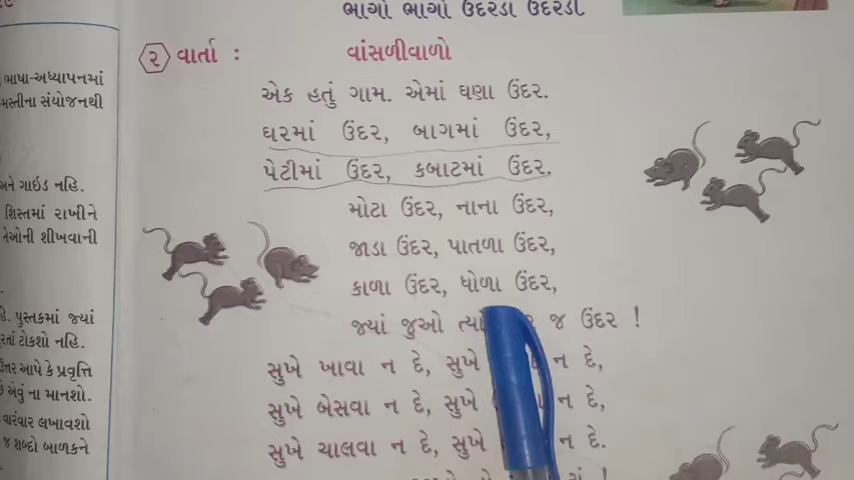 ભાગો ભાગો ઉંદરડા ઉંદરડા
૨ વાર્તા : વાંસળીવાળો
એક હતું ગામ. એમાં ઘણા ઉંદર.
ઘરમાં ઉંદર, બાગમાં ઉંદર,
પેટીમાં ઉંદર, કબાટમાં ઉંદર,
મોટા ઉંદર, નાના ઉંદર,
જાડા ઉંદર, પાતળા ઉંદર,
કાળા ઉંદર, ધોળા ઉંદર,
જ્યાં જુઓ જ ઉંદર !
સુખે ખાવા ન દે, સુખે ન દે,
સુખે બેસવા ન દે, સુખે ન દે,
સુખે ચાલવા ન દે, સુખે ન દે.
ભાષા-અધ્યાપનમાં
મસ્તીના સંયોજનથી
અને ગાઇડ નહિ.
શિસ્તમાં રાખીને
તેઓની શીખવાની
પુસ્તકમાં જ્યાં
ટોકશો નહિ.
આપે કે પ્રવૃત્તિ
એવું ના માનશો.
વારંવાર લખાવશો
જ શબ્દો બાળકને